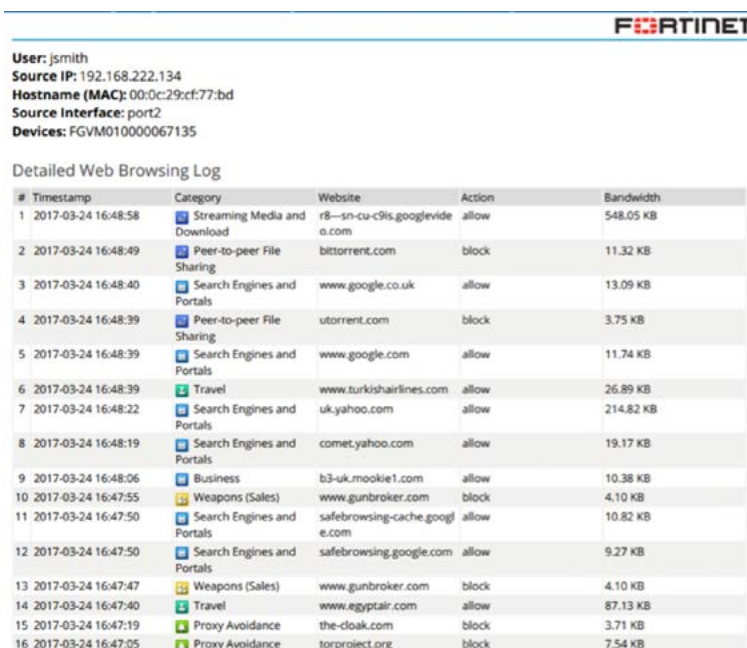 FORTINET
User: jsmith
Source IP: 192.168.222.134
Hostname (MAC): 00:0c:29:cf:77:bd
Source Interface: port2
Devices: FGVM010000067135
Detailed Web Browsing Log
# Timestamp Category Website Action Bandwidth
1 2017-03-24 16:48:58 Streaming Media and r8---sn-cu-c9is.googlevide allow 548.05 KB
Download o.com
2 2017-03-24 16:48:49 Peer-to-peer File bittorrent.com block 11.32 KB
Sharing
3 2017-03-24 16:48:40 Search Engines and www.google.co.uk allow 13.09 KB
Portals
4 2017-03-24 16:48:39 Peer-to-peer File utorrent.com block 3.75 KB
Sharing
5 2017-03-24 16:48:39 Search Engines and www.google.com allow 11.74 KB
Portals
6 2017-03-24 16:48:39 Travel www.turkishairlines.com allow 26.89 KB
7 2017-03-24 16:48:22 Search Engines and uk.yahoo.com allow 214.82 KB
Portals
8 2017-03-24 16:48:19 Search Engines and comet.yahoo.com allow 19.17 KB
Portals
9 2017-03-24 16:48:06 Business b3-uk.mookie1.com allow 10.38 KB
10 2017-03-24 16:47:55 Weapons (Sales) www.gunbroker.com block 4.10 KB
11 2017-03-24 16:47:50 Search Engines and safebrowsing-cache.googl allow 10.82 KB
Portals e.com
12 2017-03-24 16:47:50 Search Engines and safebrowsing.google.com allow 9.27 KB
Portals
13 2017-03-24 16:47:47 Weapons (Sales) www.gunbroker.com block 4.10 KB
14 2017-03-24 16:47:40 Travel www.egyptair.com allow 87.13 KB
15 2017-03-24 16:47:19 Proxy Avoidance the-cloak.com block 3.71 KB
16 2017-03-24 16:47:05 Proxy Avoidance torproject.org block 7.54 KB